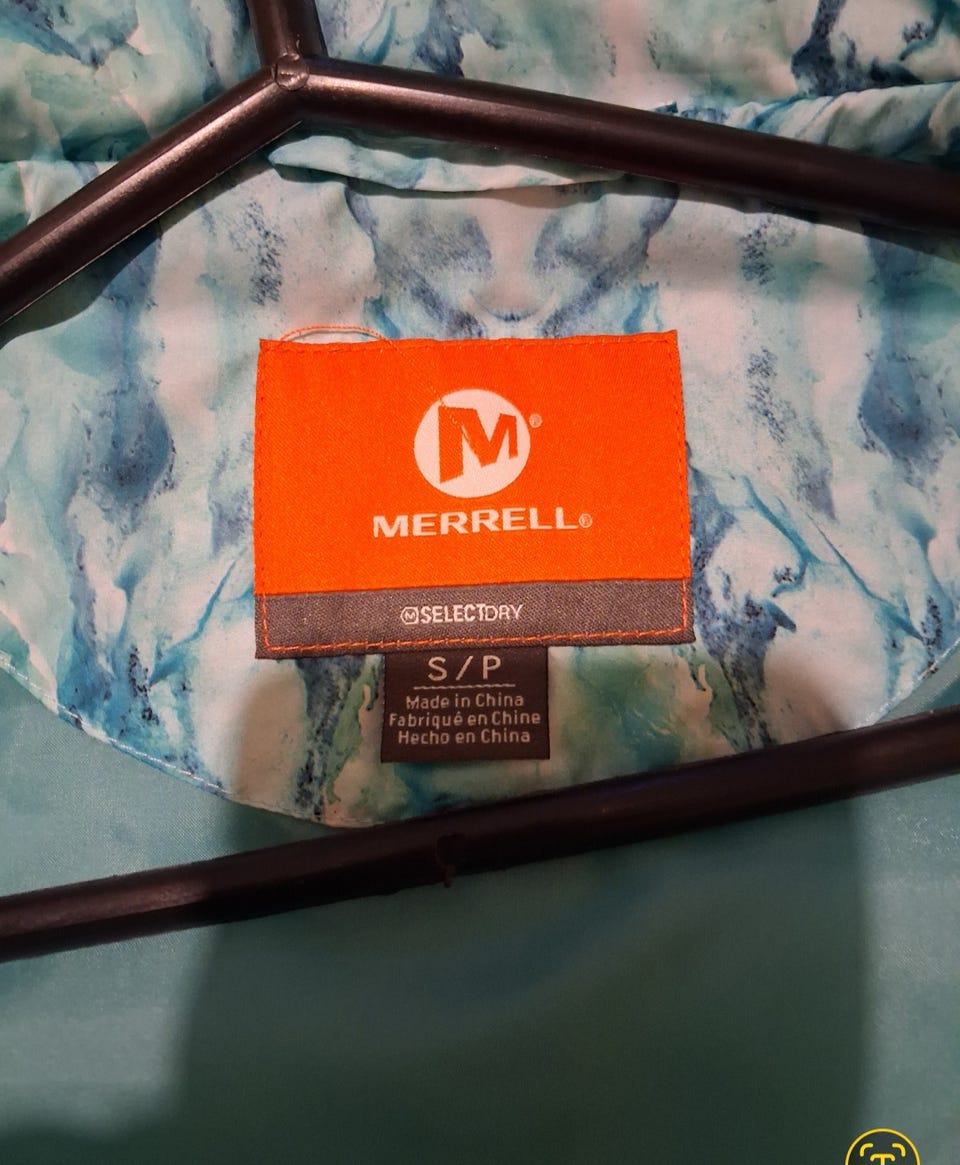 M®
MERRELL®
M SELECTDRY
S/P
Made in China
Fabriqué en Chine
Hecho en China